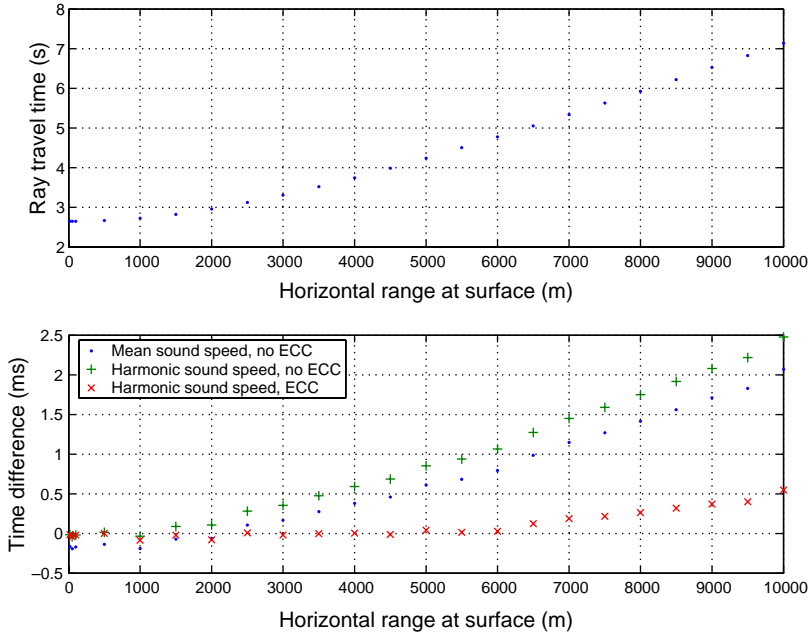 8
7
6
5
4
3
2
Ray travel time (s)
0 1000 2000 3000 4000 5000 6000 7000 8000 9000 10000
Horizontal range at surface (m)
2.5
2
1.5
1
0.5
0
−0.5
Time difference (ms)
Mean sound speed, no ECC
Harmonic sound speed, no ECC
Harmonic sound speed, ECC
0 1000 2000 3000 4000 5000 6000 7000 8000 9000 10000
Horizontal range at surface (m)